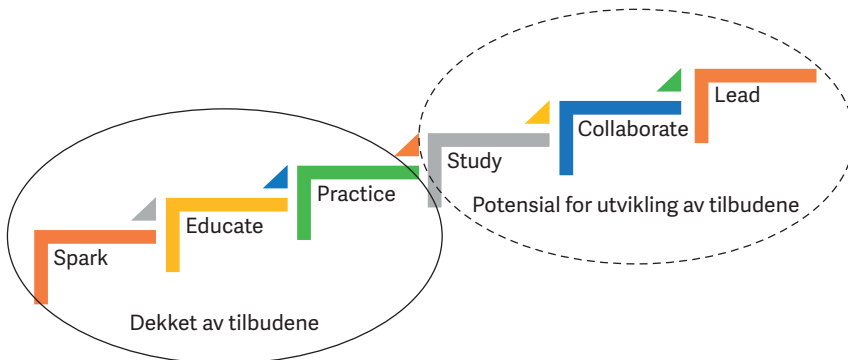 Spark
Educate
Practice
Study
Collaborate
Lead
Dekket av tilbudene
Potensial for utvikling av tilbudene